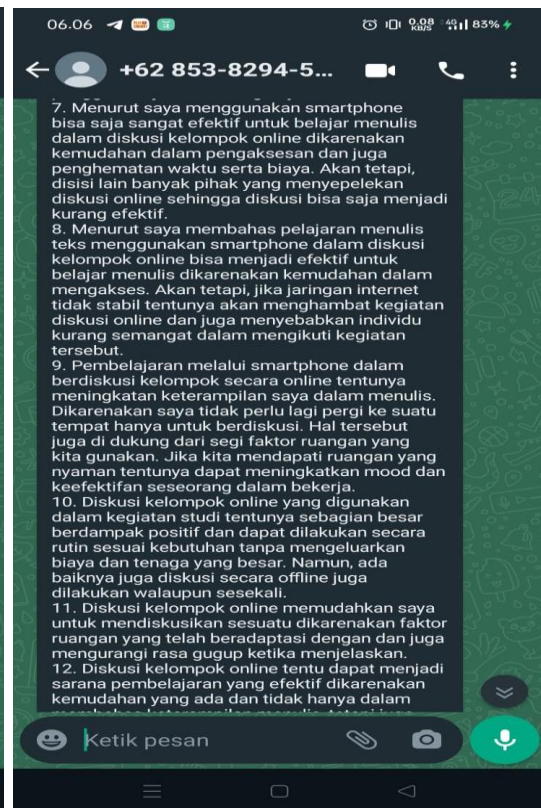 06.06
0.08 KB/S 4G 83%
+62 853-8294-5...
7. Menurut saya menggunakan smartphone
bisa saja sangat efektif untuk belajar menulis
dalam diskusi kelompok online dikarenakan
kemudahan dalam pengaksesan dan juga
penghematan waktu serta biaya. Akan tetapi,
disisi lain banyak pihak yang menyepelekan
diskusi online sehingga diskusi bisa saja menjadi
kurang efektif.
8. Menurut saya membahas pelajaran menulis
teks menggunakan smartphone dalam diskusi
kelompok online bisa menjadi efektif untuk
belajar menulis dikarenakan kemudahan dalam
mengakses. Akan tetapi, jika jaringan internet
tidak stabil tentunya akan menghambat kegiatan
diskusi online dan juga menyebabkan individu
kurang semangat dalam mengikuti kegiatan
tersebut.
9. Pembelajaran melalui smartphone dalam
berdiskusi kelompok secara online tentunya
meningkatan keterampilan saya dalam menulis.
Dikarenakan saya tidak perlu lagi pergi ke suatu
tempat hanya untuk berdiskusi. Hal tersebut
juga di dukung dari segi faktor ruangan yang
kita gunakan. Jika kita mendapati ruangan yang
nyaman tentunya dapat meningkatkan mood dan
keefektifan seseorang dalam bekerja.
10. Diskusi kelompok online yang digunakan
dalam kegiatan studi tentunya sebagian besar
berdampak positif dan dapat dilakukan secara
rutin sesuai kebutuhan tanpa mengeluarkan
biaya dan tenaga yang besar. Namun, ada
baiknya juga diskusi secara offline juga
dilakukan walaupun sesekali.
11. Diskusi kelompok online memudahkan saya
untuk mendiskusikan sesuatu dikarenakan faktor
ruangan yang telah beradaptasi dengan dan juga
mengurangi rasa gugup ketika menjelaskan.
12. Diskusi kelompok online tentu dapat menjadi
sarana pembelajaran yang efektif dikarenakan
kemudahan yang ada dan tidak hanya dalam
Ketik pesan